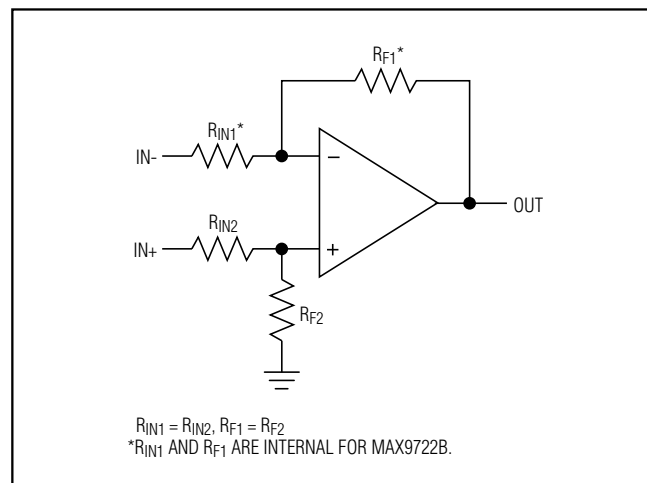 RF1*
RIN1*
IN-
−
OUT
RIN2
IN+
+
RF2
RIN1 = RIN2, RF1 = RF2
*RIN1 AND RF1 ARE INTERNAL FOR MAX9722B.